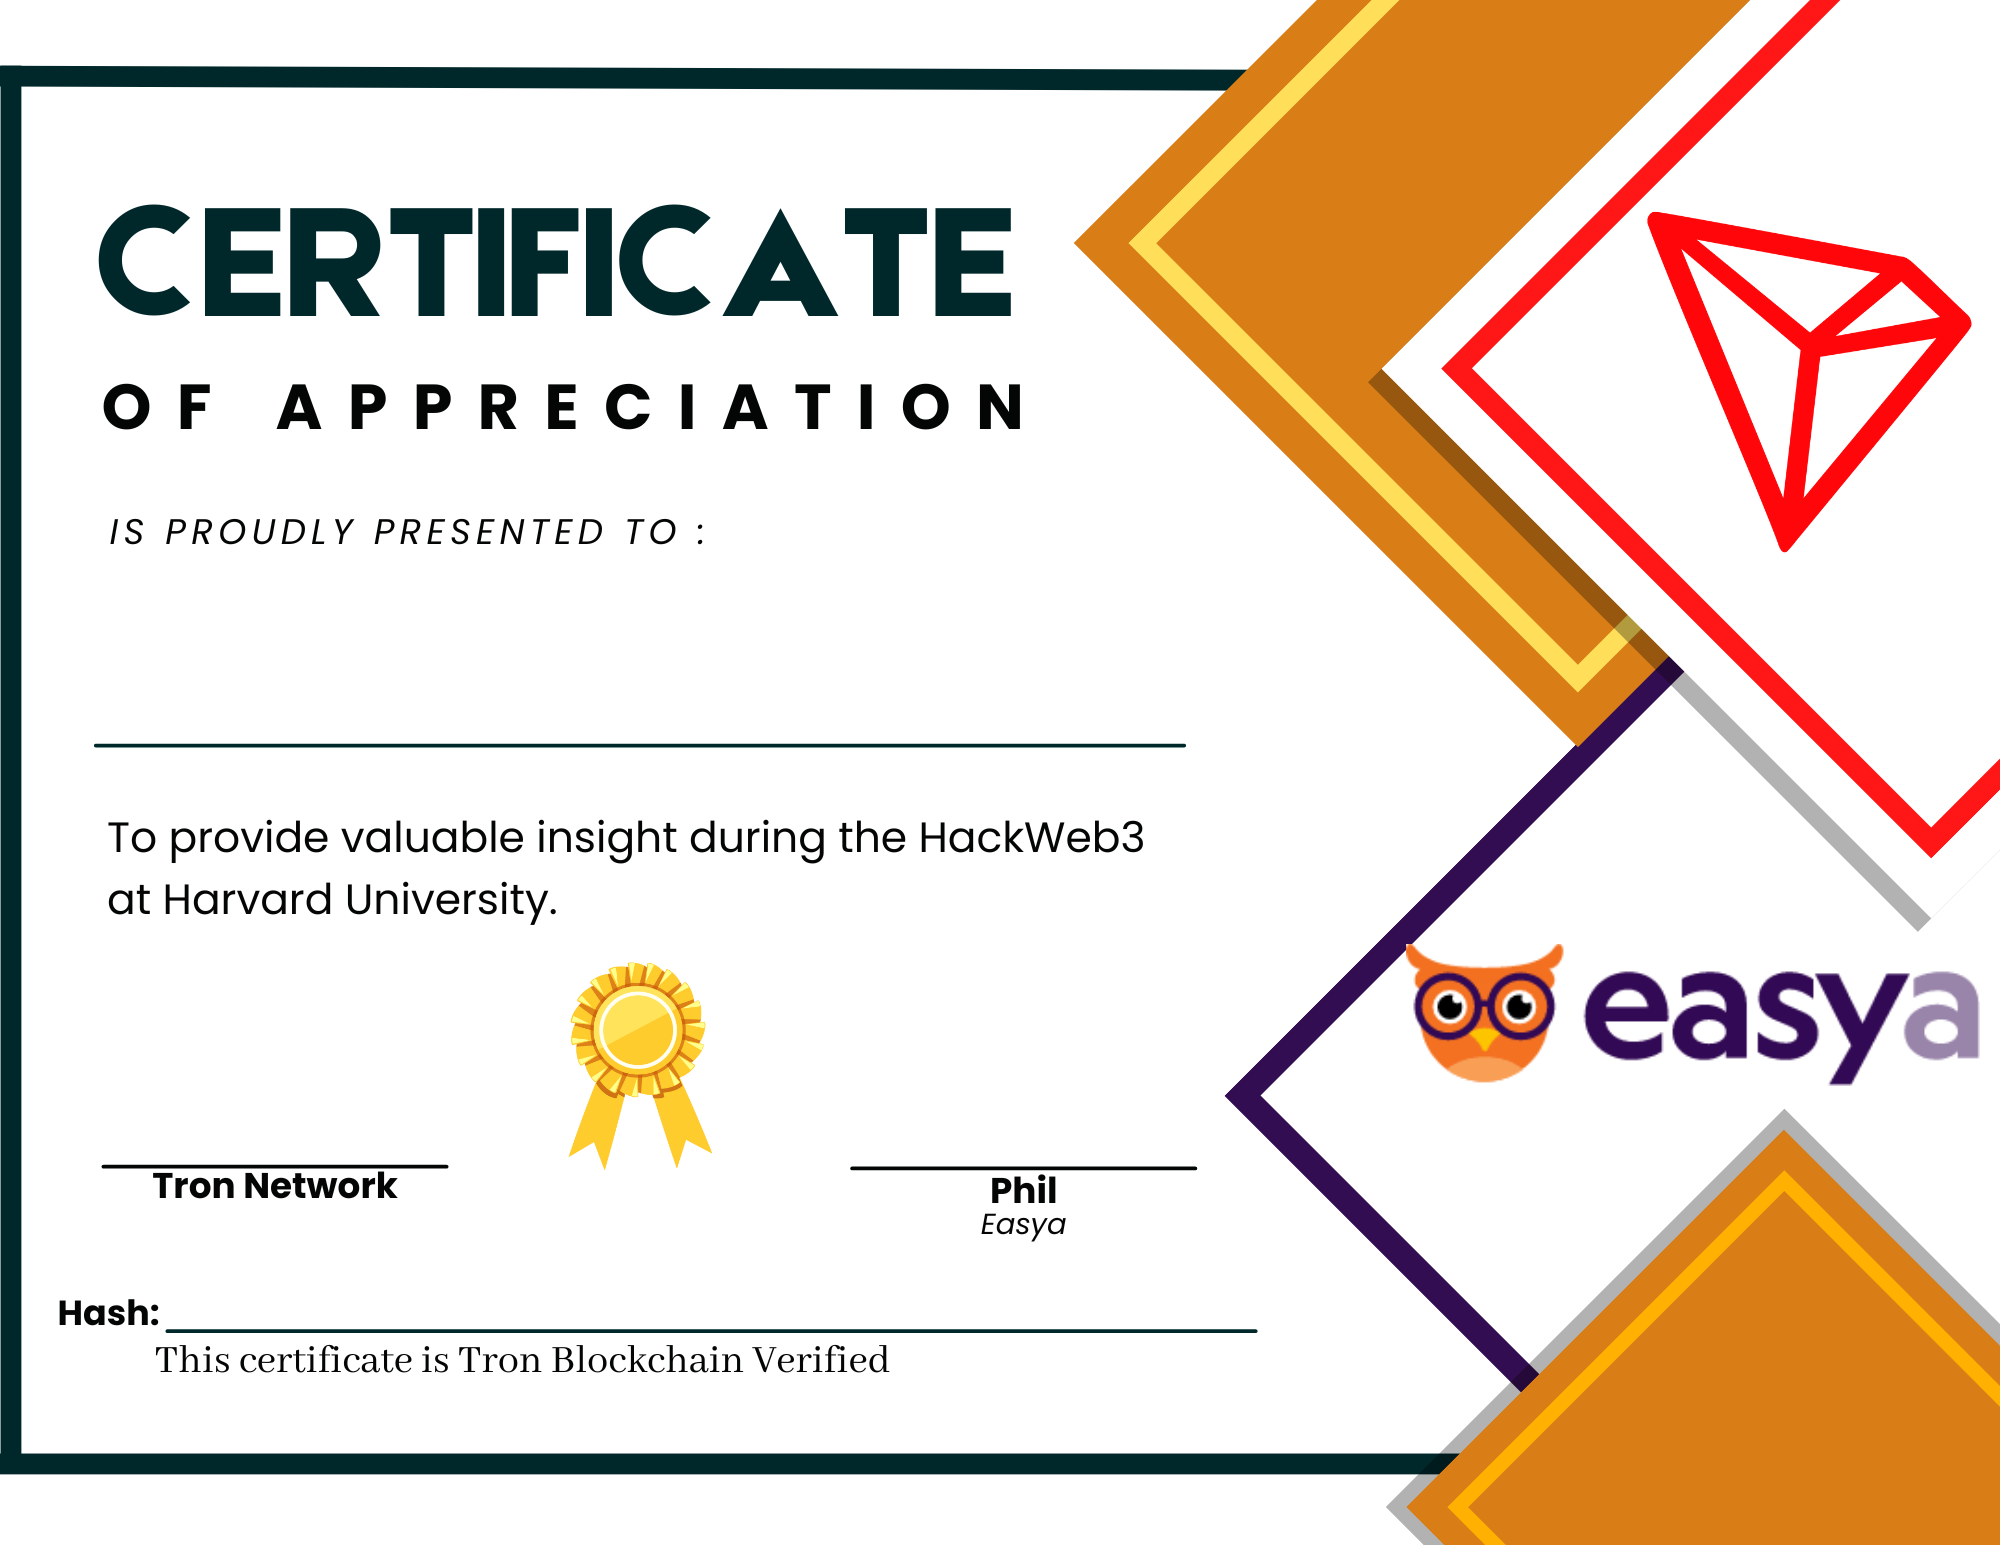 CERTIFICATE
OF APPRECIATION
IS PROUDLY PRESENTED TO :
To provide valuable insight during the HackWeb3
at Harvard University.
easya
Tron Network
Phil
Easya
Hash:
This certificate is Tron Blockchain Verified